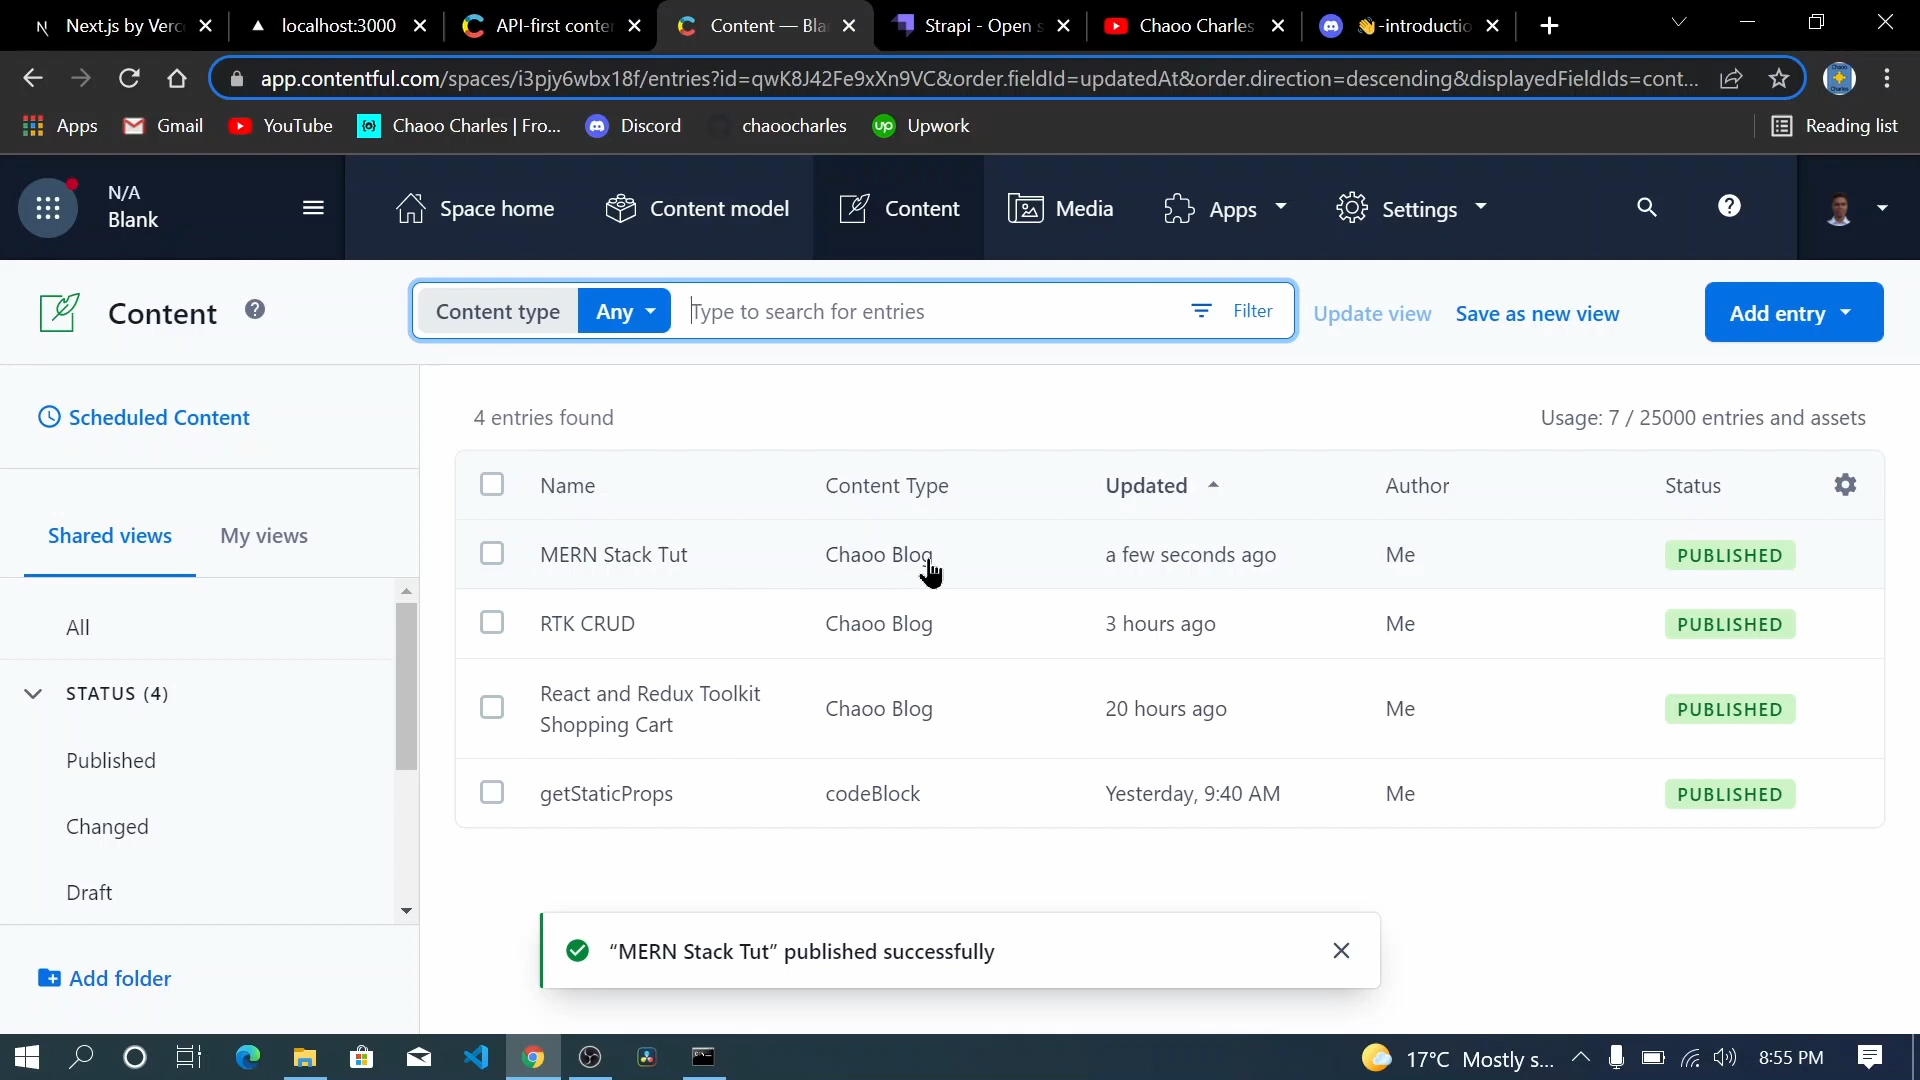 Next.js by Verc
localhost:3000
API-first conte
Content — Bla
Strapi - Open s
Chaoo Charles
👋-introductio
app.contentful.com/spaces/i3pjy6wbx18f/entries?id=qwK8J42Fe9xXn9VC&order.fieldId=updatedAt&order.direction=descending&displayedFieldIds=cont...
Apps
Gmail
YouTube
Chaoo Charles | Fro...
Discord
chaoocharles
Upwork
Reading list
N/A
Blank
Space home
Content model
Content
Media
Apps
Settings
Content
Content type
Any
Type to search for entries
Filter
Update view
Save as new view
Add entry
Scheduled Content
4 entries found
Usage: 7 / 25000 entries and assets
Shared views
My views
Name
Content Type
Updated
Author
Status
MERN Stack Tut
Chaoo Blog
a few seconds ago
Me
PUBLISHED
RTK CRUD
Chaoo Blog
3 hours ago
Me
PUBLISHED
React and Redux Toolkit
Shopping Cart
Chaoo Blog
20 hours ago
Me
PUBLISHED
getStaticProps
codeBlock
Yesterday, 9:40 AM
Me
PUBLISHED
All
STATUS (4)
Published
Changed
Draft
Add folder
“MERN Stack Tut” published successfully
17°C Mostly s...
8:55 PM